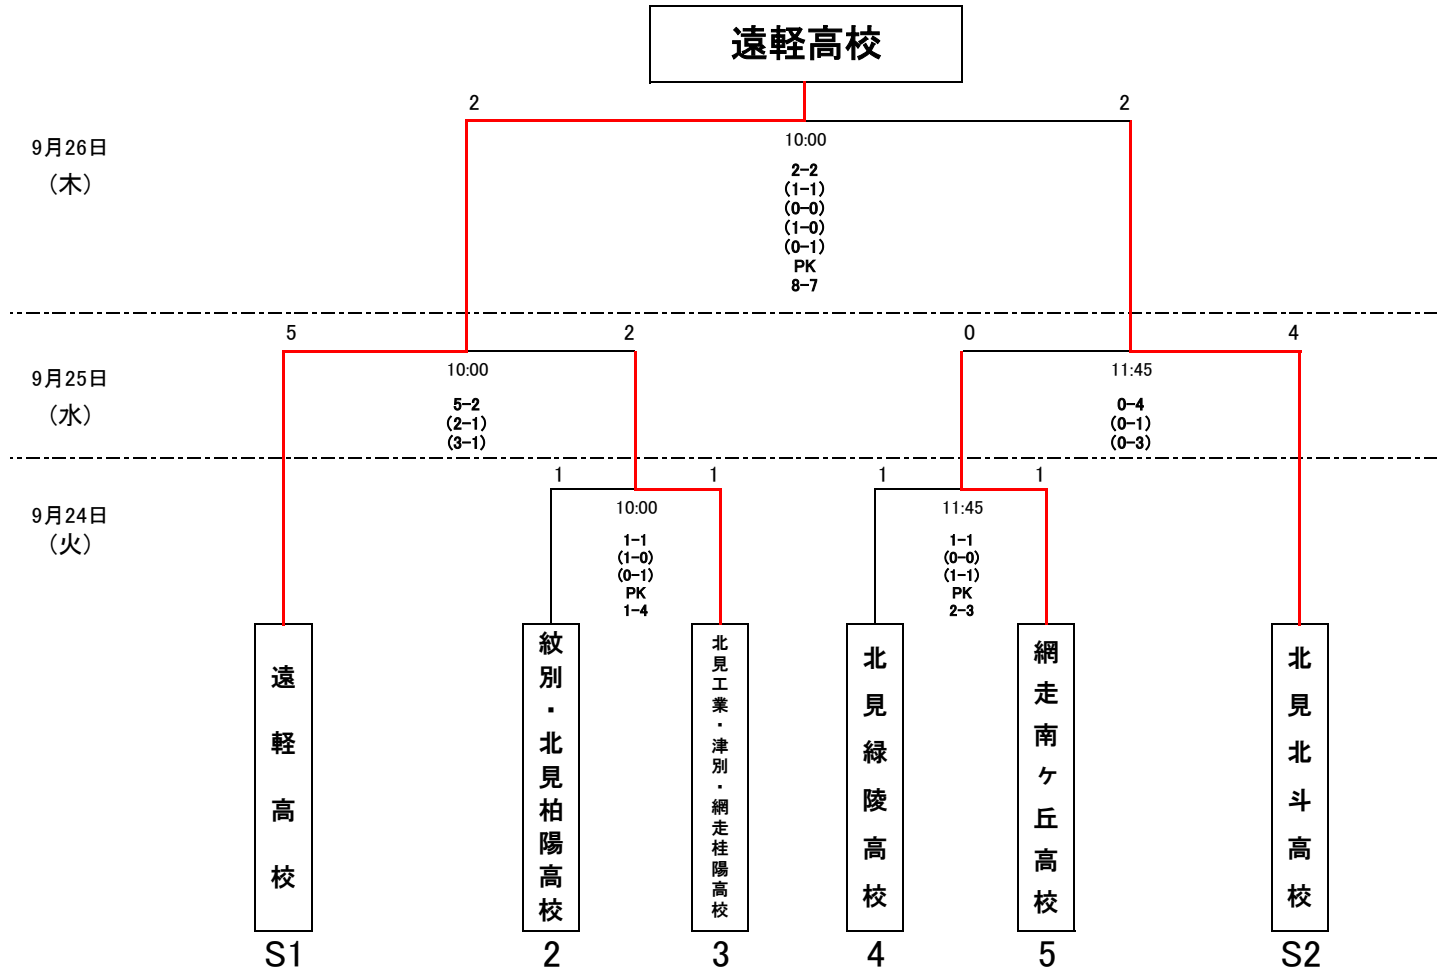 遠軽高校
2
2
9月26日
（木）
10:00
2-2
(1-1)
(0-0)
(1-0)
(0-1)
PK
8-7
5
2
0
4
9月25日
（水）
10:00
5-2
(2-1)
(3-1)
11:45
0-4
(0-1)
(0-3)
1
1
1
1
9月24日
（火）
10:00
1-1
(1-0)
(0-1)
PK
1-4
11:45
1-1
(0-0)
(1-1)
PK
2-3
遠軽高校
紋別・北見柏陽高校
北見工業・津別・網走桂陽高校
北見緑陵高校
網走南ヶ丘高校
北見北斗高校
S1
2
3
4
5
S2